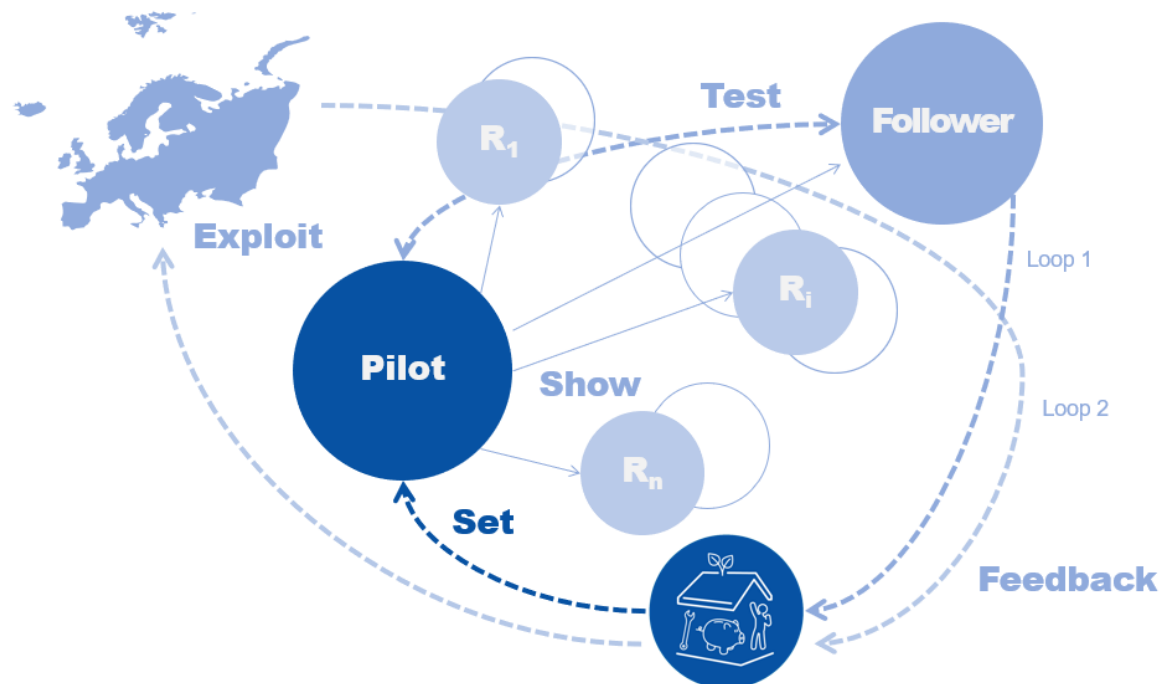 Test
Follower
R₁
Exploit
Loop 1
Rᵢ
Pilot
Show
Loop 2
Rₙ
Set
Feedback